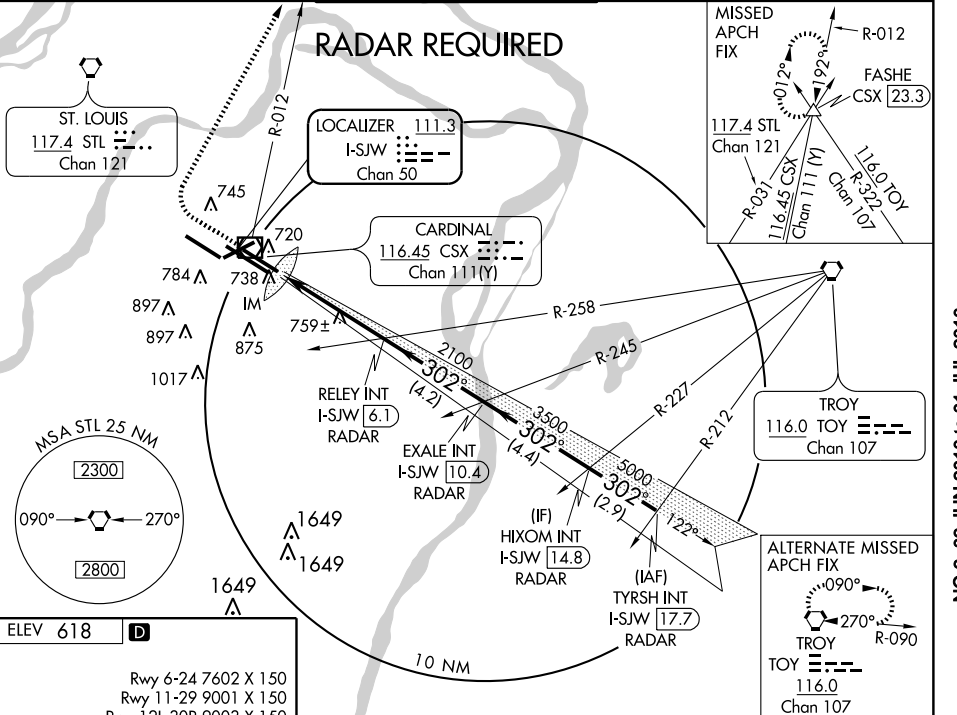 RADAR REQUIRED
MISSED
APCH
FIX
R-012
012°
192°
FASHE
CSX 23.3
117.4 STL
Chan 121
R-031
116.45 CSX
Chan 111 (Y)
116.0 TOY
R-322
Chan 107
ST. LOUIS
117.4 STL
Chan 121
R-012
LOCALIZER 111.3
I-SJW
Chan 50
745
720
CARDINAL
116.45 CSX
Chan 111(Y)
784
738
IM
897
897
875
759±
1017
R-258
R-245
R-227
R-212
2100
302°
(4.2)
3500
302°
(4.4)
5000
302°
(2.9)
122°
RELEY INT
I-SJW 6.1
RADAR
EXALE INT
I-SJW 10.4
RADAR
(IF)
HIXOM INT
I-SJW 14.8
RADAR
(IAF)
TYRSH INT
I-SJW 17.7
RADAR
TROY
116.0 TOY
Chan 107
MSA STL 25 NM
2300
090°
270°
2800
1649
1649
1649
10 NM
ALTERNATE MISSED
APCH FIX
090°
270°
R-090
TROY
TOY
116.0
Chan 107
ELEV 618 D
Rwy 6-24 7602 X 150
Rwy 11-29 9001 X 150